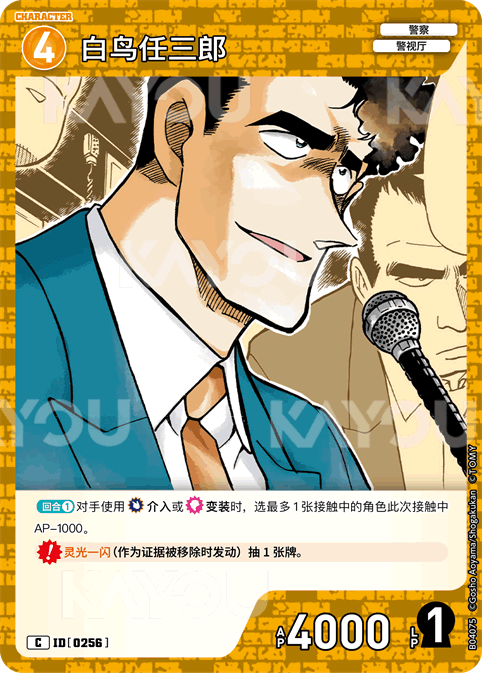 CHARACTER
4
白鸟任三郎
警察
警视厅
KAYOU
回合1 对手使用 介入或 变装时，选最多1张接触中的角色此次接触中
AP-1000。
灵光一闪(作为证据被移除时发动) 抽 1 张牌。
C ID[0256]
AP 4000
LP 1
B04075 ©Gosho Aoyama/Shogakukan ©TOMY